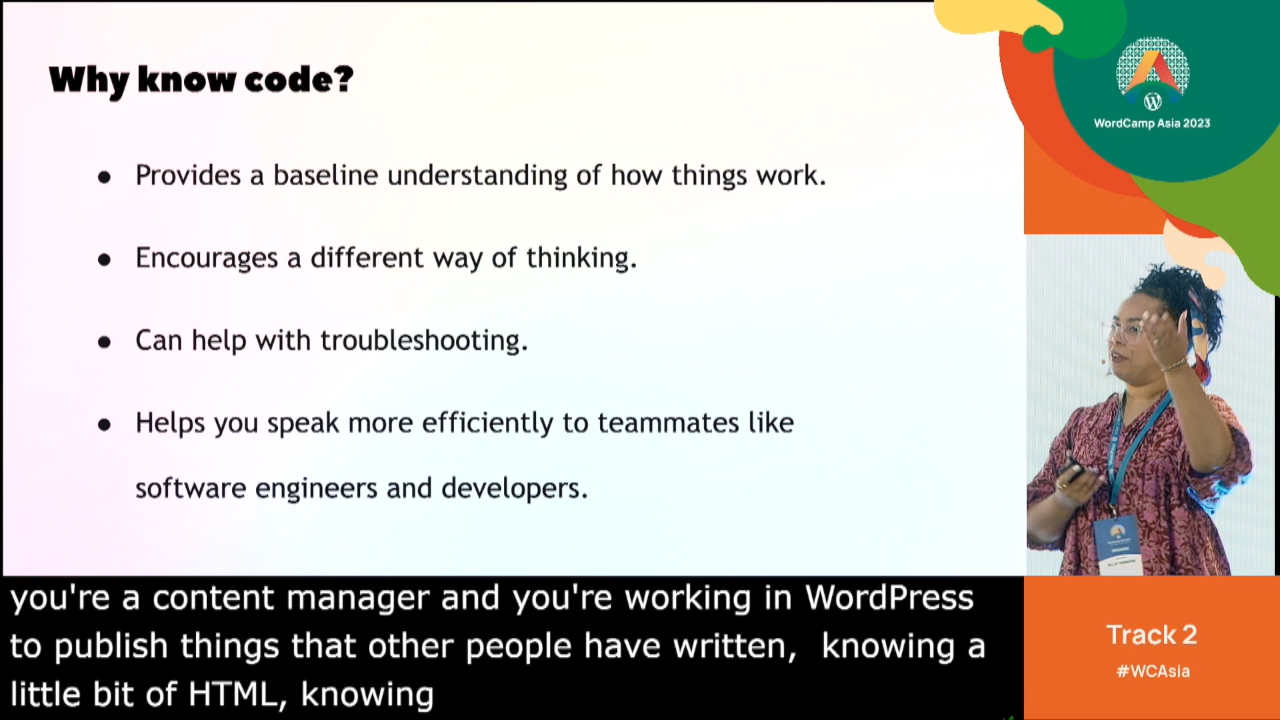 Why know code?
● Provides a baseline understanding of how things work.
● Encourages a different way of thinking.
● Can help with troubleshooting.
● Helps you speak more efficiently to teammates like
software engineers and developers.
WordCamp Asia 2023
you're a content manager and you're working in WordPress
to publish things that other people have written, knowing a
little bit of HTML, knowing
Track 2
#WCAsia